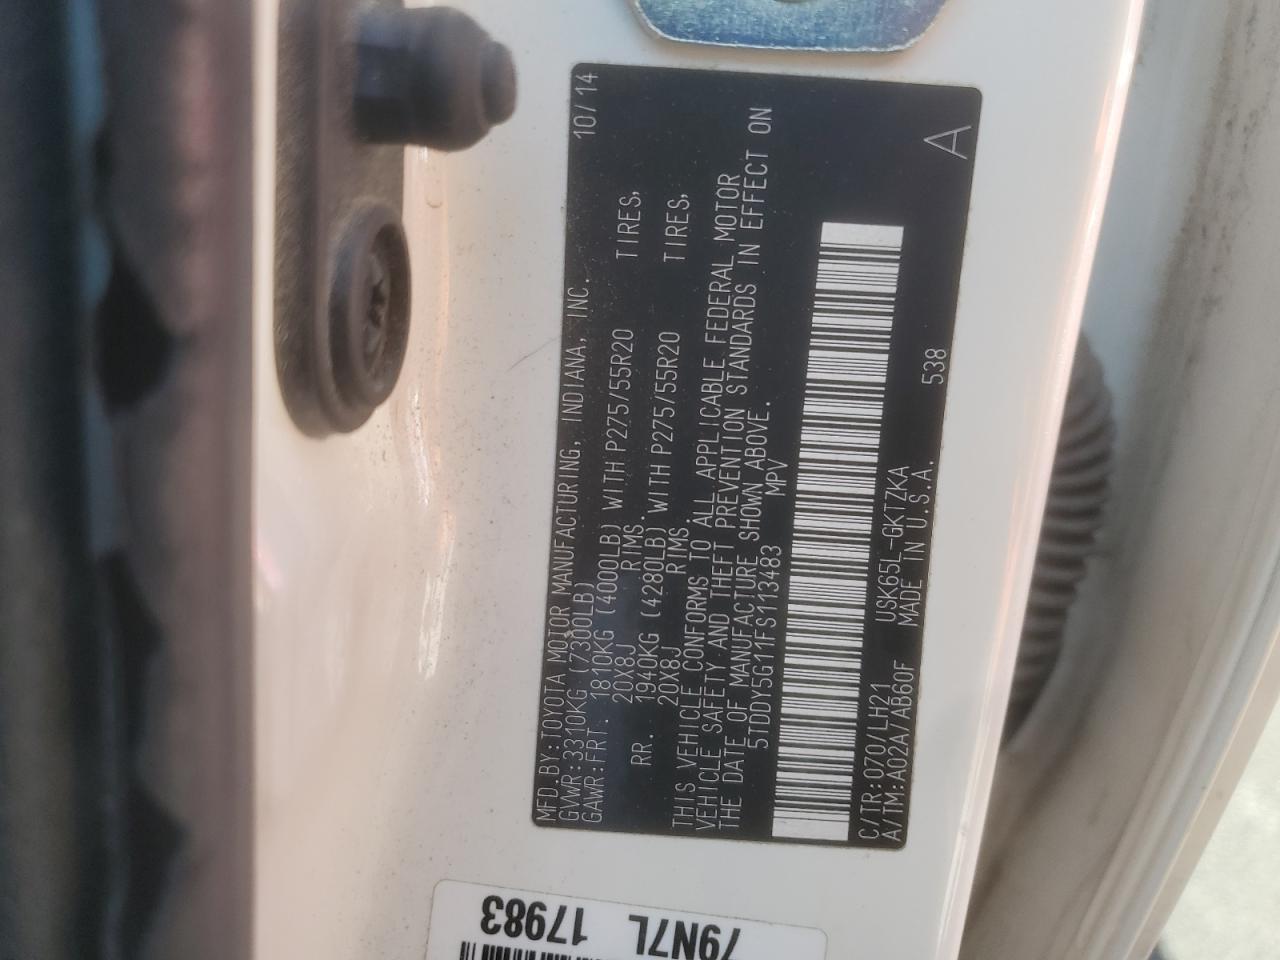 MFD.BY:TOYOTA MOTOR MANUFACTURING, INDIANA, INC. 10/14
GVWR:3310KG (7300LB)
GAWR:FRT. 1810KG (4000LB) WITH P275/55R20 TIRES,
20X8J RIMS.
RR. 1940KG (4280LB) WITH P275/55R20 TIRES,
20X8J RIMS.
THIS VEHICLE CONFORMS TO ALL APPLICABLE FEDERAL MOTOR
VEHICLE SAFETY AND THEFT PREVENTION STANDARDS IN EFFECT ON
THE DATE OF MANUFACTURE SHOWN ABOVE.
5TDDY5G11FS113483 MPV
C/TR:070/LH21 USK65L-GKTZKA 538 A
A/TM:A02A/AB60F MADE IN U.S.A.
79N7L
17983